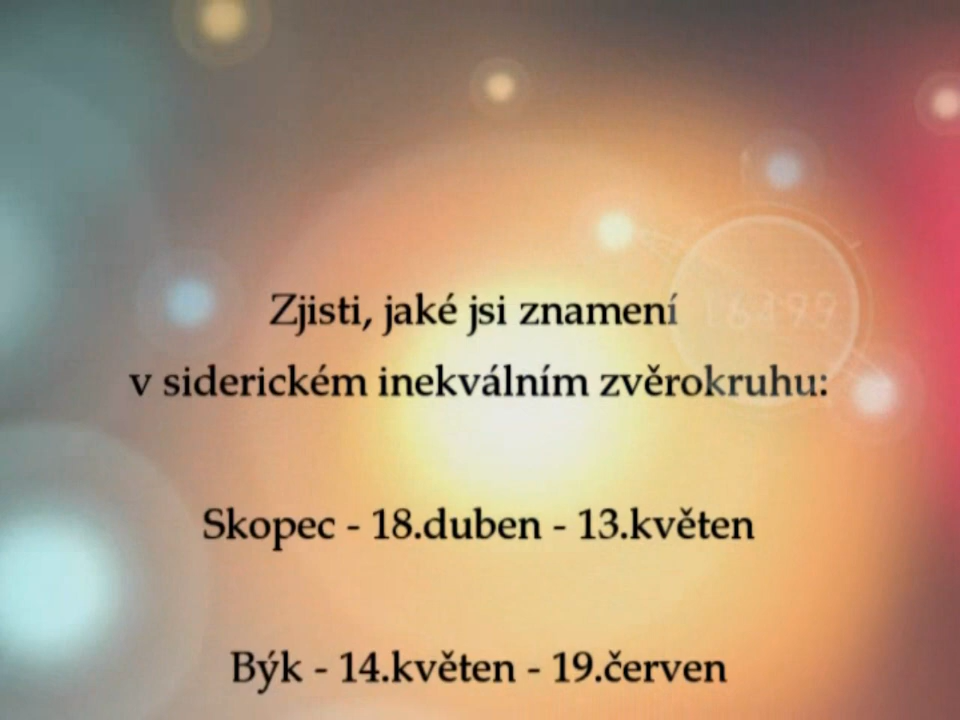 Zjisti, jaké jsi znamení
v siderickém inekválním zvěrokruhu:
Skopec - 18.duben - 13.květen
Býk - 14.květen - 19.červen